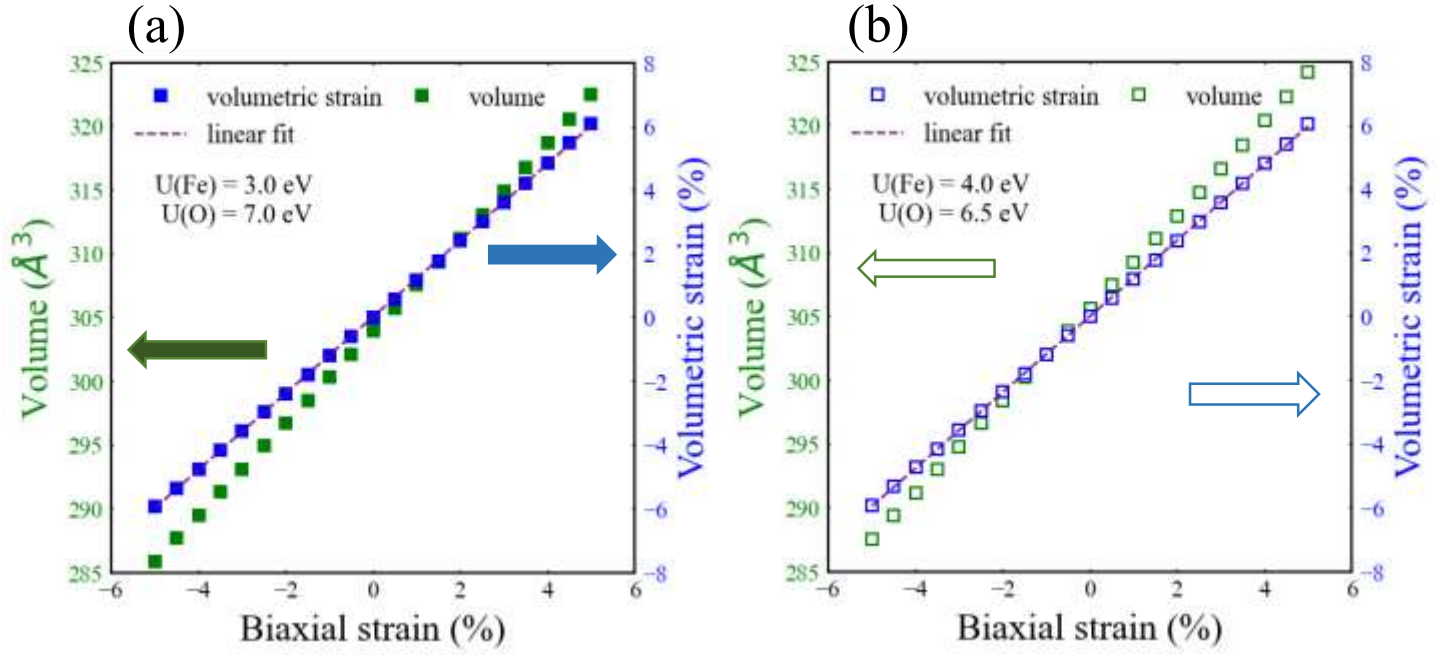 (a)
volumetric strain
volume
linear fit
U(Fe) = 3.0 eV
U(O) = 7.0 eV
325
320
315
310
305
300
295
290
285
Volume (Å³)
8
6
4
2
0
−2
−4
−6
−8
Volumetric strain (%)
−6 −4 −2 0 2 4 6
Biaxial strain (%)
(b)
volumetric strain
volume
linear fit
U(Fe) = 4.0 eV
U(O) = 6.5 eV
325
320
315
310
305
300
295
290
285
Volume (Å³)
8
6
4
2
0
−2
−4
−6
−8
Volumetric strain (%)
−6 −4 −2 0 2 4 6
Biaxial strain (%)